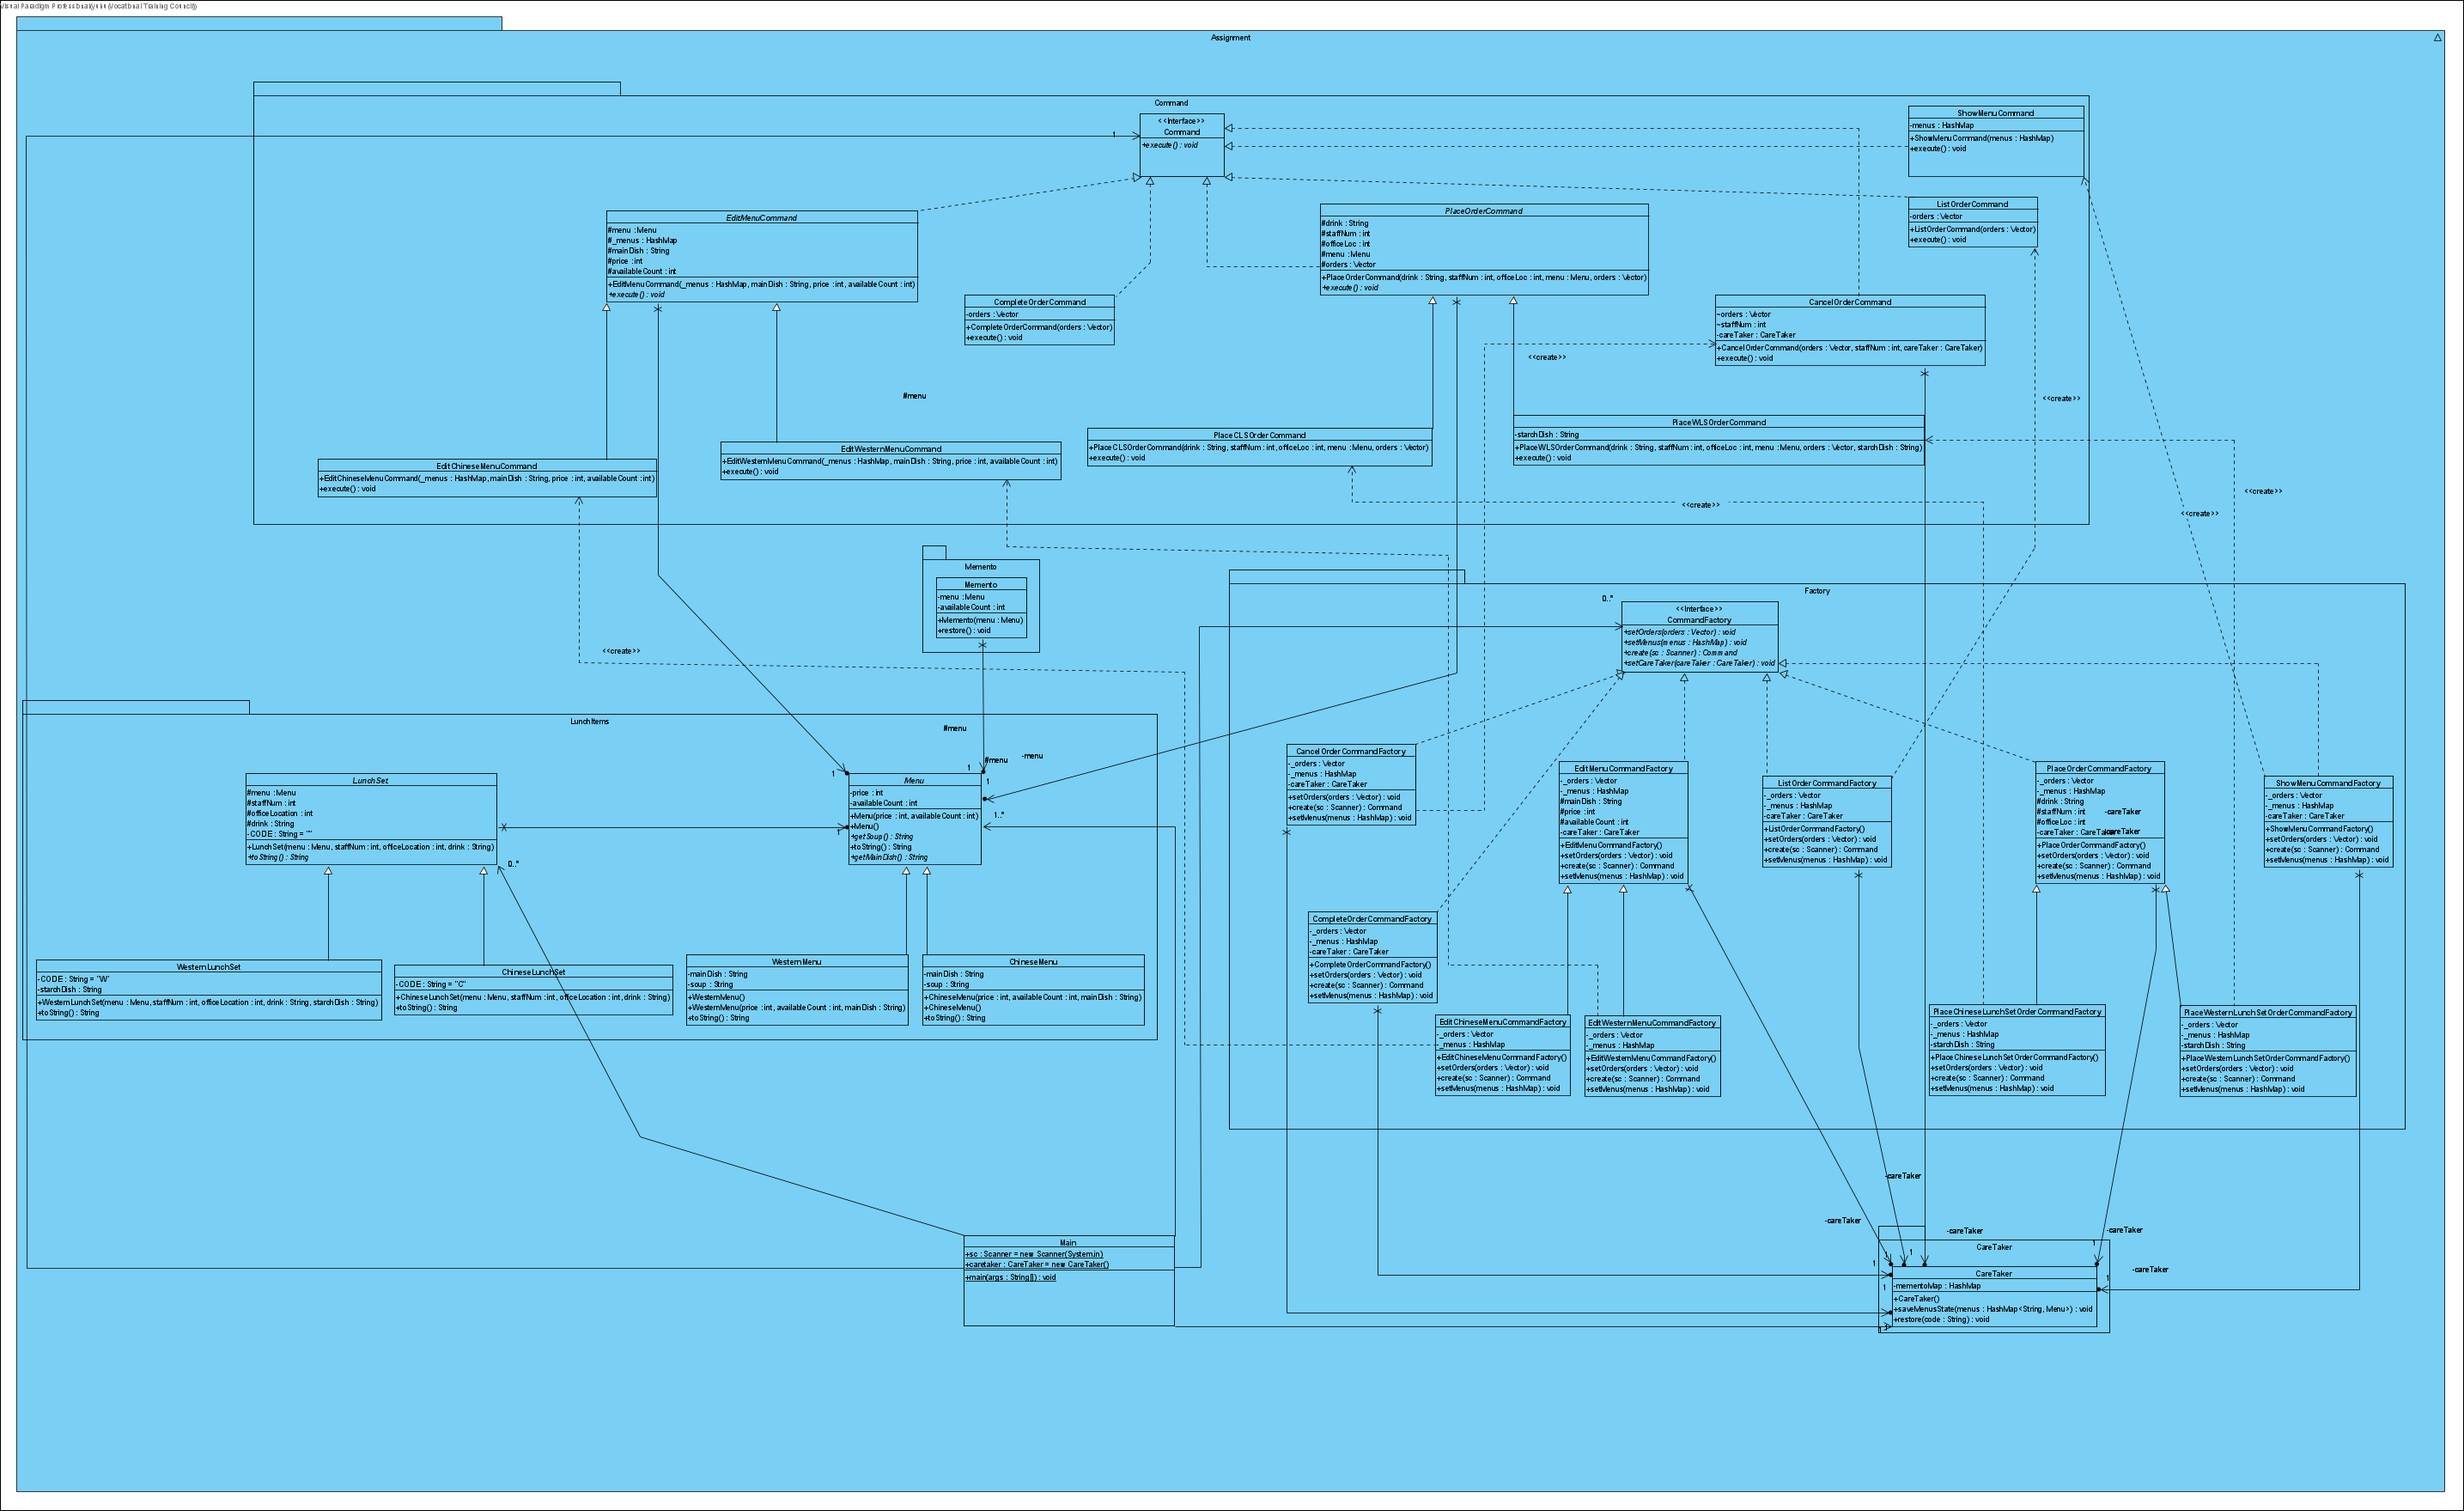 Assignment
Command
<<Interface>>
Command
+execute() : void
ShowMenuCommand
-menus : HashMap
+ShowMenuCommand(menus : HashMap)
+execute() : void
ListOrderCommand
-orders : Vector
+ListOrderCommand(orders : Vector)
+execute() : void
EditMenuCommand
#menu : Menu
#_menus : HashMap
#mainDish : String
#price : int
#availableCount : int
+EditMenuCommand(_menus : HashMap, mainDish : String, price : int, availableCount : int)
+execute() : void
PlaceOrderCommand
#drink : String
#staffNum : int
#officeLoc : int
#menu : Menu
#orders : Vector
+PlaceOrderCommand(drink : String, staffNum : int, officeLoc : int, menu : Menu, orders : Vector)
+execute() : void
CompleteOrderCommand
-orders : Vector
+CompleteOrderCommand(orders : Vector)
+execute() : void
CancelOrderCommand
~orders : Vector
~staffNum : int
-careTaker : CareTaker
+CancelOrderCommand(orders : Vector, staffNum : int, careTaker : CareTaker)
+execute() : void
1
<<create>>
<<create>>
#menu
PlaceCLSOrderCommand
+PlaceCLSOrderCommand(drink : String, staffNum : int, officeLoc : int, menu : Menu, orders : Vector)
+execute() : void
PlaceWLSOrderCommand
-starchDish : String
+PlaceWLSOrderCommand(drink : String, staffNum : int, officeLoc : int, menu : Menu, orders : Vector, starchDish : String)
+execute() : void
EditWesternMenuCommand
+EditWesternMenuCommand(_menus : HashMap, mainDish : String, price : int, availableCount : int)
+execute() : void
EditChineseMenuCommand
+EditChineseMenuCommand(_menus : HashMap, mainDish : String, price : int, availableCount : int)
+execute() : void
<<create>>
<<create>>
<<create>>
Memento
Memento
-menu : Menu
-availableCount : int
+Memento(menu : Menu)
+restore() : void
<<create>>
Factory
0..*
<<Interface>>
CommandFactory
+setOrders(orders : Vector) : void
+setMenus(menus : HashMap) : void
+create(sc : Scanner) : Command
+setCareTaker(careTaker : CareTaker) : void
LunchItems
#menu
-menu
#menu
1
1
1
1
1..*
0..*
LunchSet
#menu : Menu
#staffNum : int
#officeLocation : int
#drink : String
-CODE : String = ""
+LunchSet(menu : Menu, staffNum : int, officeLocation : int, drink : String)
+toString() : String
Menu
-price : int
-availableCount : int
+Menu(price : int, availableCount : int)
+Menu()
+getSoup() : String
+toString() : String
+getMainDish() : String
WesternLunchSet
-CODE : String = "W"
-starchDish : String
+WesternLunchSet(menu : Menu, staffNum : int, officeLocation : int, drink : String, starchDish : String)
+toString() : String
ChineseLunchSet
-CODE : String = "C"
+ChineseLunchSet(menu : Menu, staffNum : int, officeLocation : int, drink : String)
+toString() : String
WesternMenu
-mainDish : String
-soup : String
+WesternMenu()
+WesternMenu(price : int, availableCount : int, mainDish : String)
+toString() : String
ChineseMenu
-mainDish : String
-soup : String
+ChineseMenu(price : int, availableCount : int, mainDish : String)
+ChineseMenu()
+toString() : String
CancelOrderCommandFactory
-_orders : Vector
-_menus : HashMap
-careTaker : CareTaker
+setOrders(orders : Vector) : void
+create(sc : Scanner) : Command
+setMenus(menus : HashMap) : void
EditMenuCommandFactory
-_orders : Vector
-_menus : HashMap
#mainDish : String
#price : int
#availableCount : int
-careTaker : CareTaker
+EditMenuCommandFactory()
+setOrders(orders : Vector) : void
+create(sc : Scanner) : Command
+setMenus(menus : HashMap) : void
ListOrderCommandFactory
-_orders : Vector
-_menus : HashMap
-careTaker : CareTaker
+ListOrderCommandFactory()
+setOrders(orders : Vector) : void
+create(sc : Scanner) : Command
+setMenus(menus : HashMap) : void
PlaceOrderCommandFactory
-_orders : Vector
-_menus : HashMap
#drink : String
#staffNum : int
#officeLoc : int
-careTaker : CareTaker
+PlaceOrderCommandFactory()
+setOrders(orders : Vector) : void
+create(sc : Scanner) : Command
+setMenus(menus : HashMap) : void
-careTaker
-careTaker
ShowMenuCommandFactory
-_orders : Vector
-_menus : HashMap
-careTaker : CareTaker
+ShowMenuCommandFactory()
+setOrders(orders : Vector) : void
+create(sc : Scanner) : Command
+setMenus(menus : HashMap) : void
CompleteOrderCommandFactory
-_orders : Vector
-_menus : HashMap
-careTaker : CareTaker
+CompleteOrderCommandFactory()
+setOrders(orders : Vector) : void
+create(sc : Scanner) : Command
+setMenus(menus : HashMap) : void
EditChineseMenuCommandFactory
-_orders : Vector
-_menus : HashMap
+EditChineseMenuCommandFactory()
+setOrders(orders : Vector) : void
+create(sc : Scanner) : Command
+setMenus(menus : HashMap) : void
EditWesternMenuCommandFactory
-_orders : Vector
-_menus : HashMap
+EditWesternMenuCommandFactory()
+setOrders(orders : Vector) : void
+create(sc : Scanner) : Command
+setMenus(menus : HashMap) : void
PlaceChineseLunchSetOrderCommandFactory
-_orders : Vector
-_menus : HashMap
-starchDish : String
+PlaceChineseLunchSetOrderCommandFactory()
+setOrders(orders : Vector) : void
+create(sc : Scanner) : Command
+setMenus(menus : HashMap) : void
PlaceWesternLunchSetOrderCommandFactory
-_orders : Vector
-_menus : HashMap
-starchDish : String
+PlaceWesternLunchSetOrderCommandFactory()
+setOrders(orders : Vector) : void
+create(sc : Scanner) : Command
+setMenus(menus : HashMap) : void
-careTaker
-careTaker
-careTaker
-careTaker
-careTaker
Main
+sc : Scanner = new Scanner(System.in)
+caretaker : CareTaker = new CareTaker()
+main(args : String[]) : void
CareTaker
1
1
1
1
1
1
CareTaker
-mementoMap : HashMap
+CareTaker()
+saveMenusState(menus : HashMap<String, Menu>) : void
+restore(code : String) : void